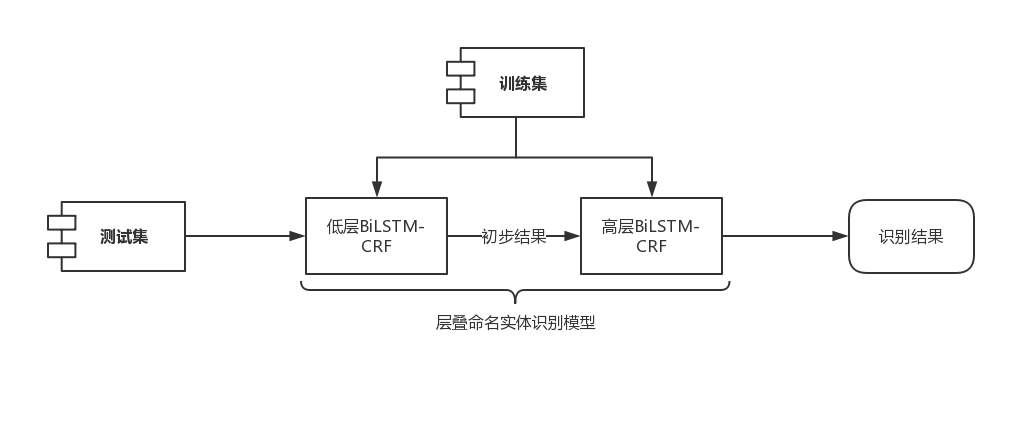 训练集
测试集
低层BiLSTM-
CRF
初步结果
高层BiLSTM-
CRF
识别结果
层叠命名实体识别模型